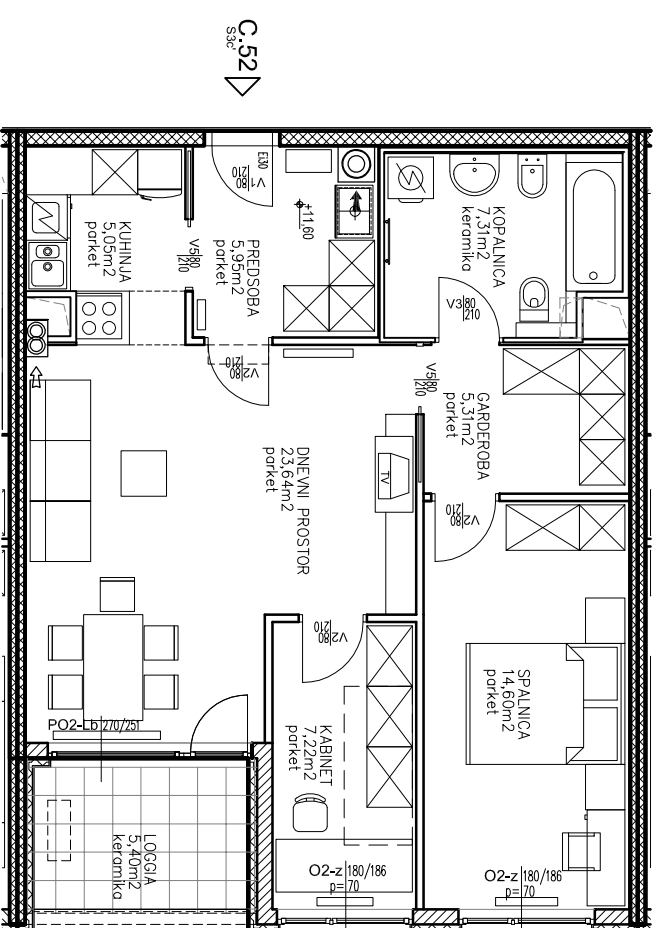 C.52
S3c'
EI30
V1 80
210
+11,60
KUHINJA
5,05m2
parket
V5 80
210
PREDSOBA
5,95m2
parket
KOPALNICA
7,31m2
keramika
V3 80
210
V2 80
210
V5 80
210
GARDEROBA
5,31m2
parket
DNEVNI PROSTOR
23,64m2
parket
TV
V2 80
210
V2 80
210
SPALNICA
14,60m2
parket
KABINET
7,22m2
parket
PO2-Lb 270/251
LOGGIA
5,40m2
keramika
O2-z 180/186
p= 70
O2-z 180/186
p= 70